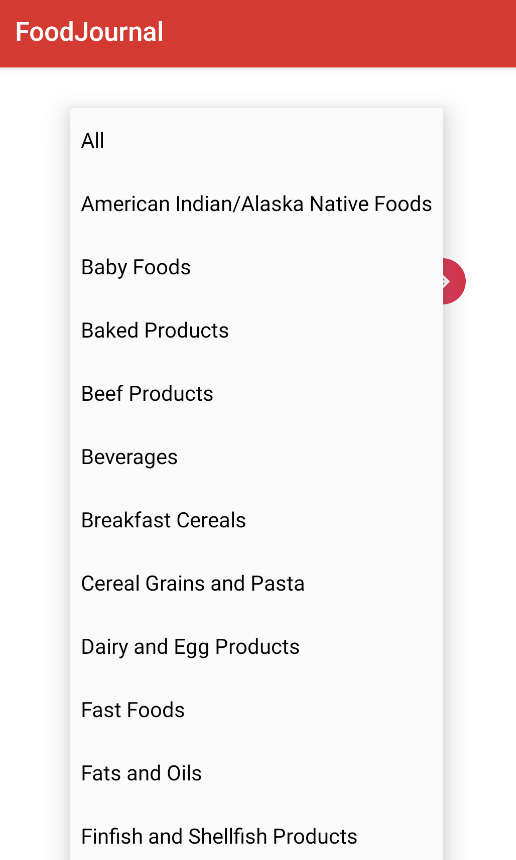 FoodJournal
All
American Indian/Alaska Native Foods
Baby Foods
Baked Products
Beef Products
Beverages
Breakfast Cereals
Cereal Grains and Pasta
Dairy and Egg Products
Fast Foods
Fats and Oils
Finfish and Shellfish Products